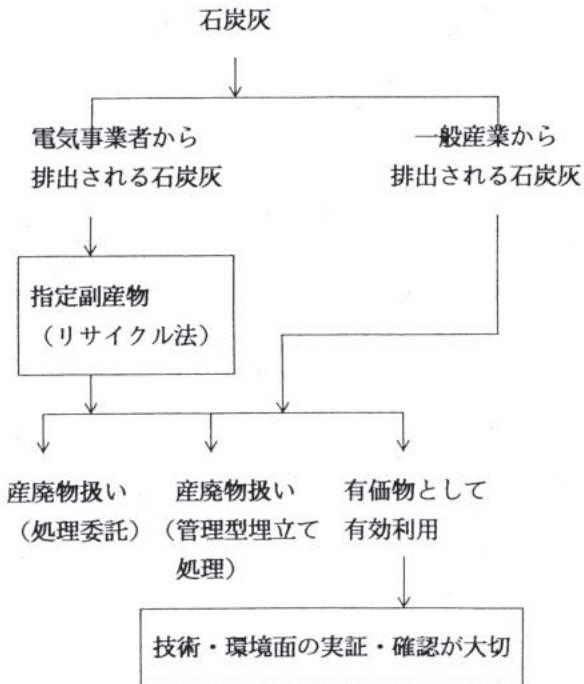 石炭灰
電気事業者から
排出される石炭灰
一般産業から
排出される石炭灰
指定副産物
（リサイクル法）
産廃物扱い
（処理委託）
産廃物扱い
（管理型埋立て
処理）
有価物として
有効利用
技術・環境面の実証・確認が大切